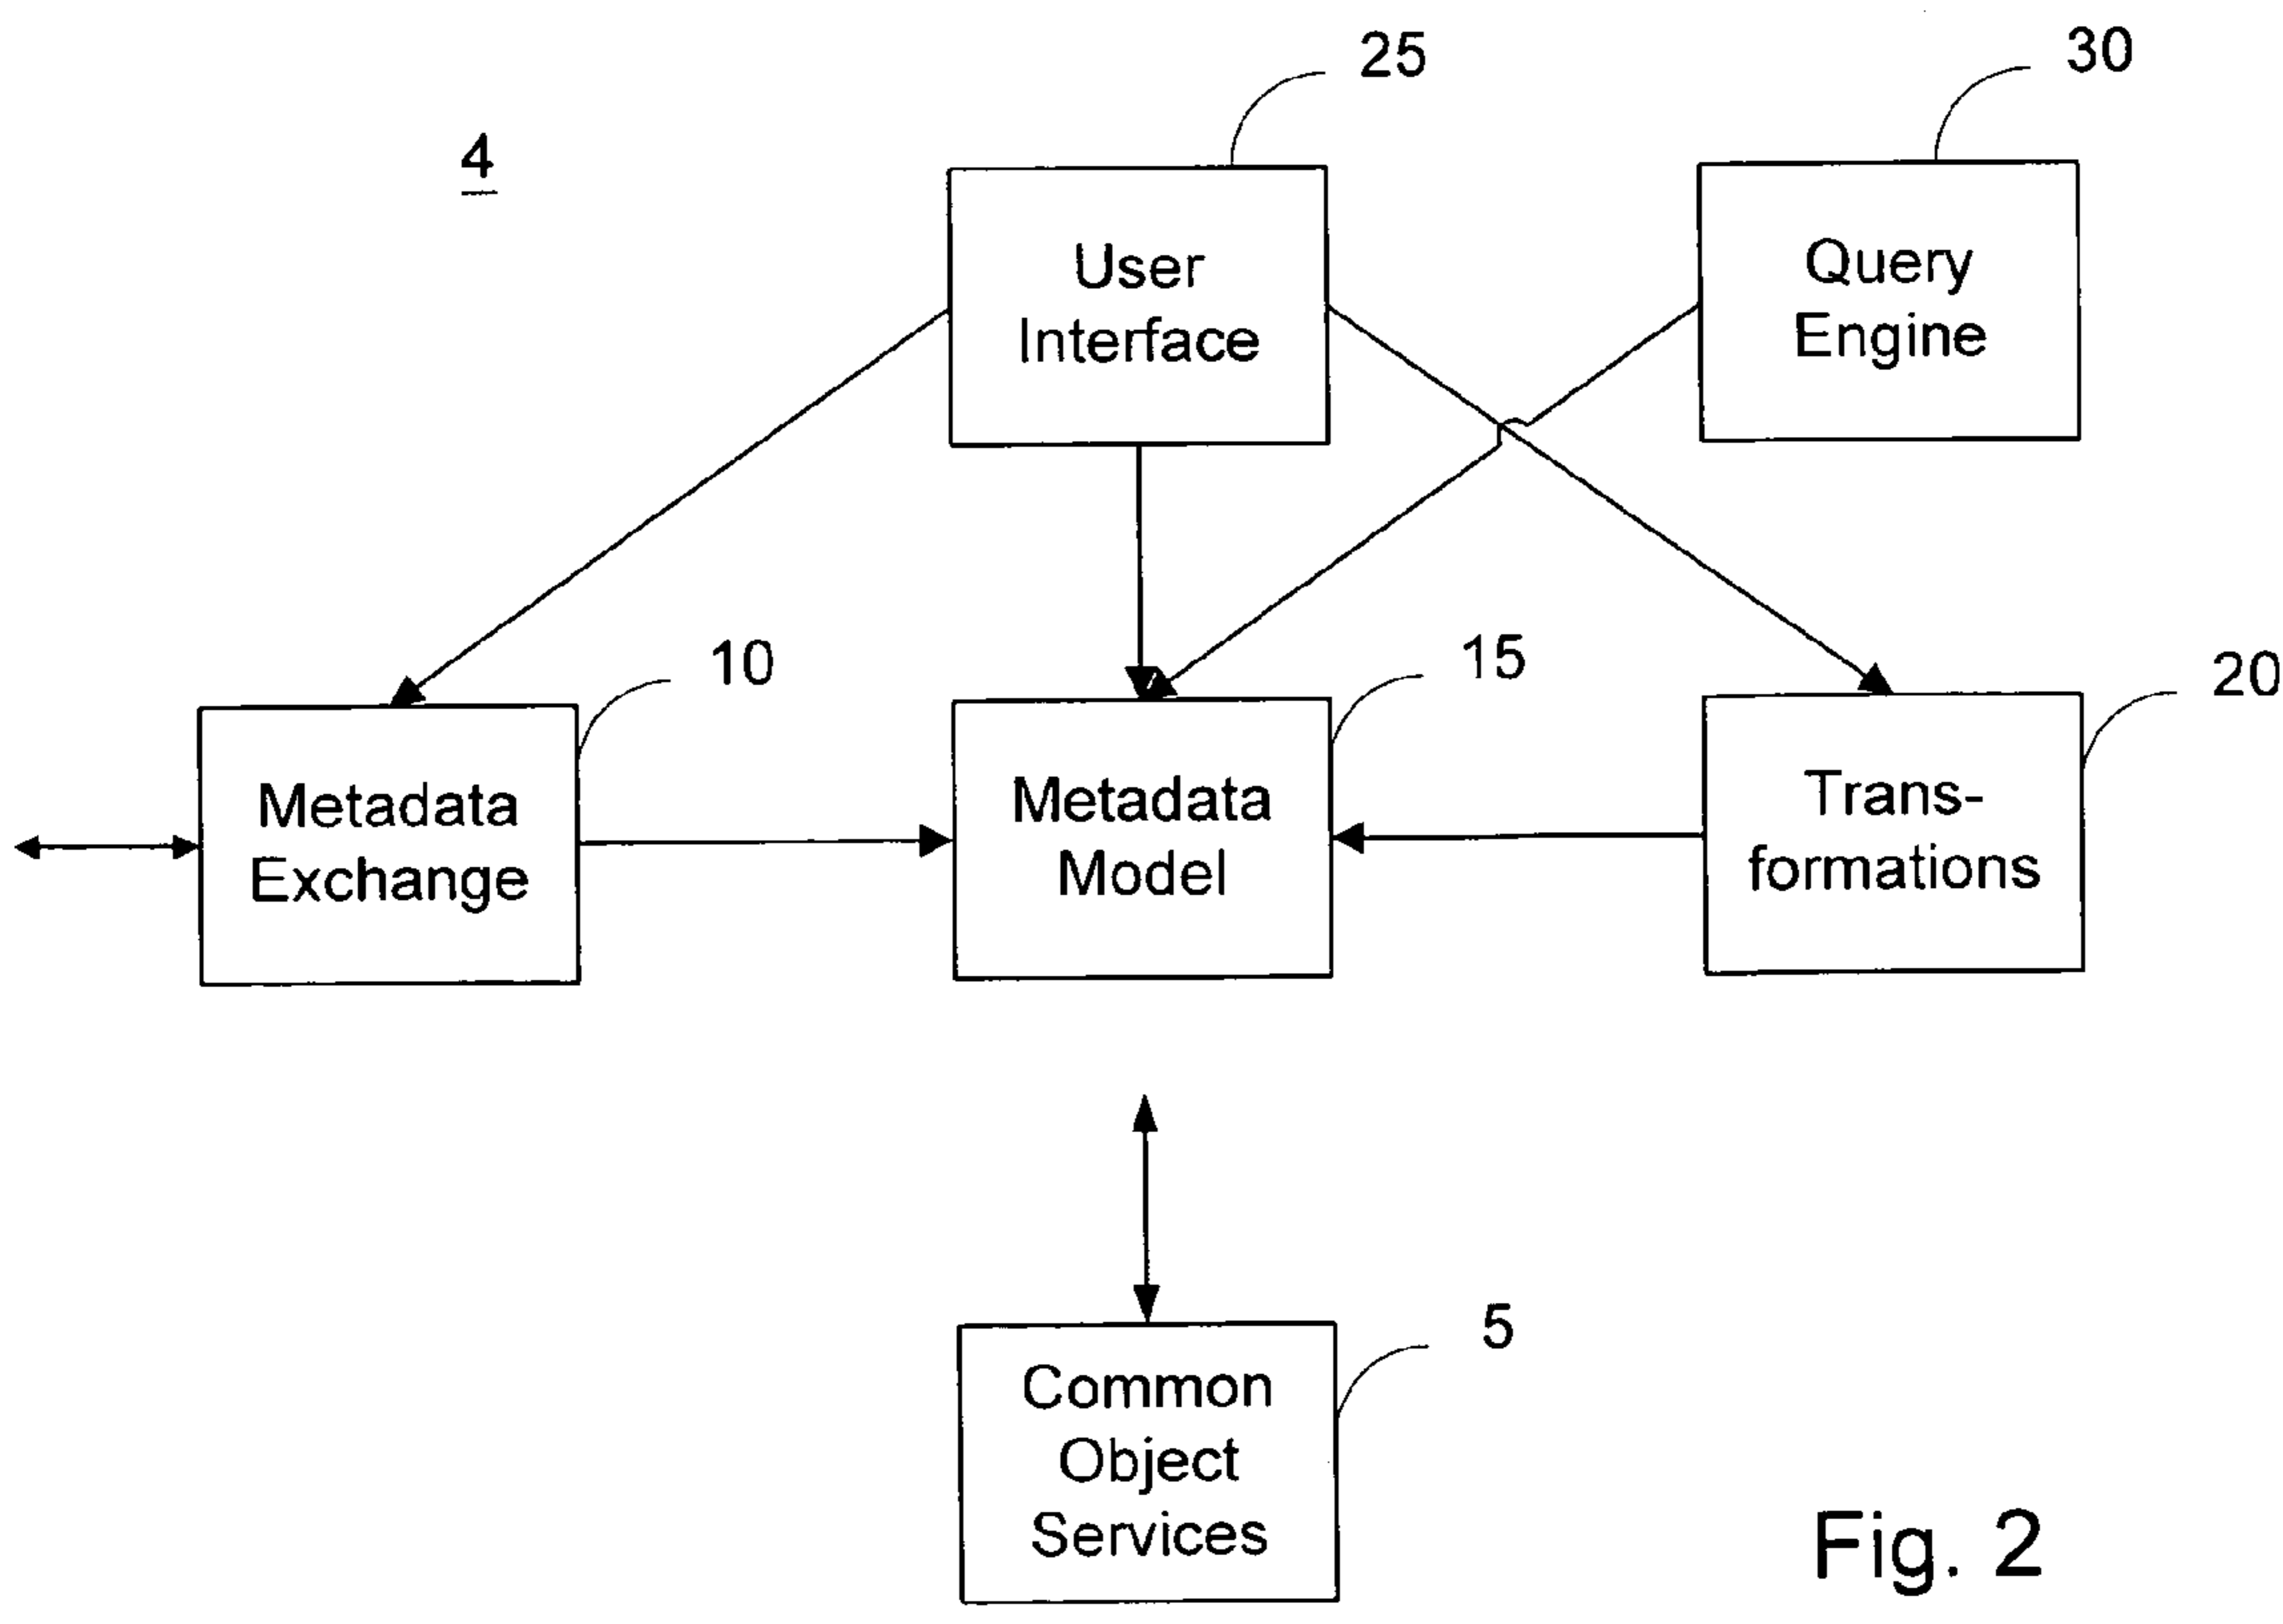 25
30
4
User
Interface
Query
Engine
10
15
20
Metadata
Exchange
Metadata
Model
Trans-
formations
5
Common
Object
Services
Fig. 2